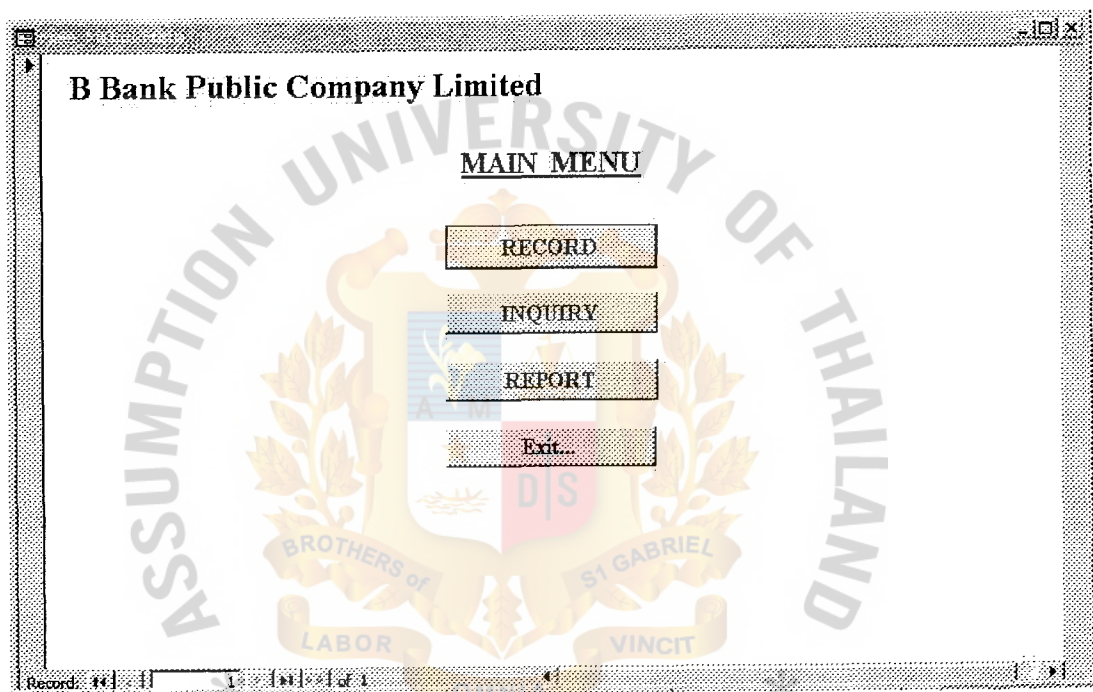 B Bank Public Company Limited
MAIN MENU
RECORD
INQUIRY
REPORT
Exit...
Record: 1 of 1
ASSUMPTION UNIVERSITY OF THAILAND
A M
D S
BROTHERS of S1 GABRIEL
LABOR VINCIT